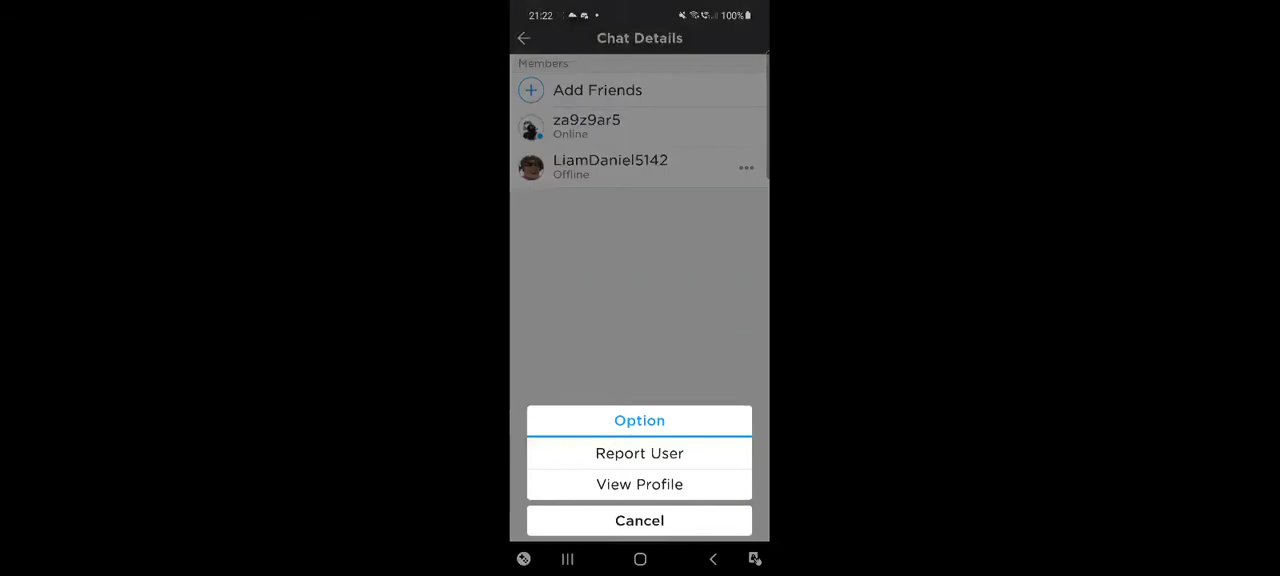 21:22
100%
Chat Details
Members
Add Friends
za9z9ar5
Online
LiamDaniel5142
Offline
Option
Report User
View Profile
Cancel